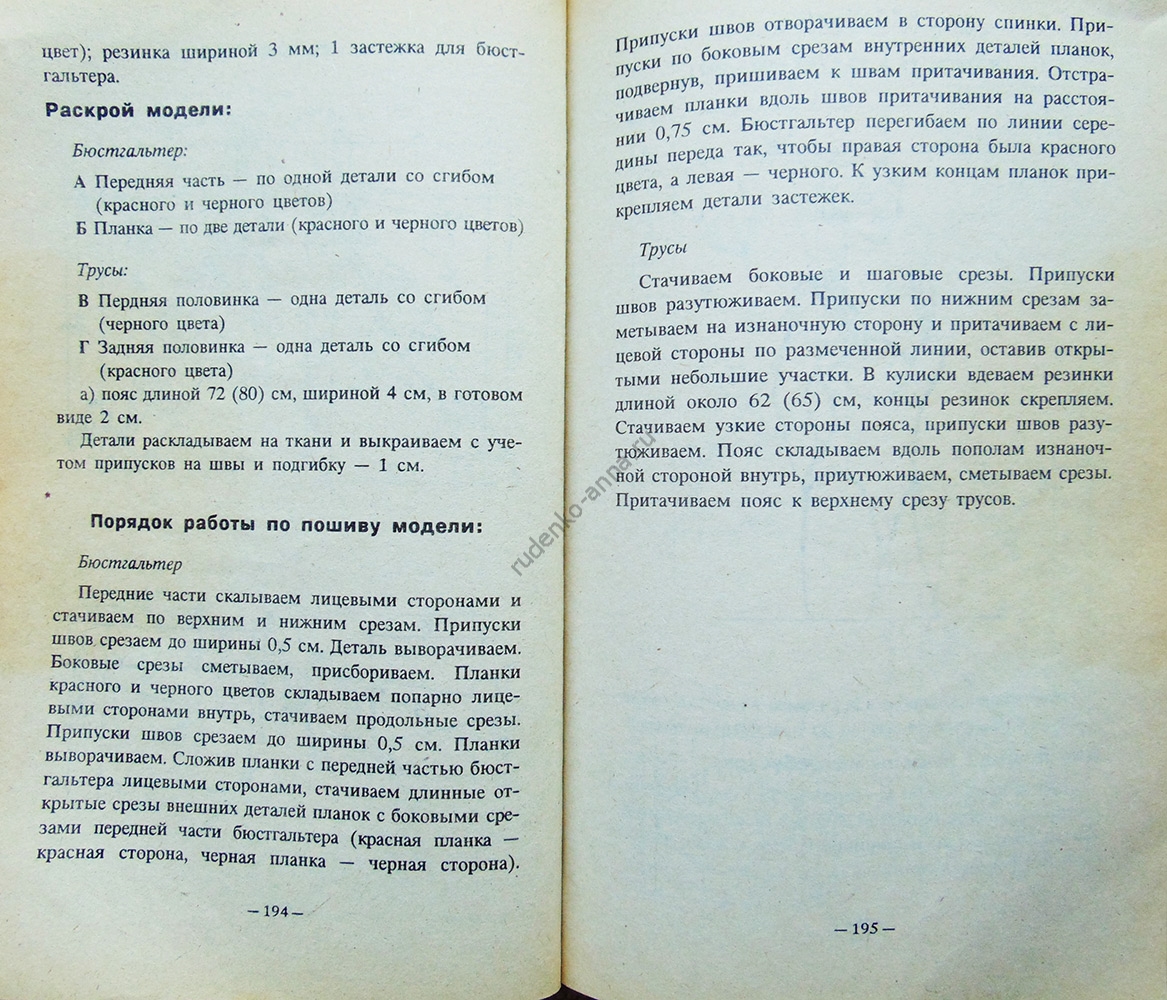 цвет); резинка шириной 3 мм; 1 застежка для бюст-
гальтера.
Раскрой модели:
Бюстгальтер:
А Передняя часть — по одной детали со сгибом
(красного и черного цветов)
Б Планка — по две детали (красного и черного цветов)
Трусы:
В Пердняя половинка — одна деталь со сгибом
(черного цвета)
Г Задняя половинка — одна деталь со сгибом
(красного цвета)
а) пояс длиной 72 (80) см, шириной 4 см, в готовом
виде 2 см.
Детали раскладываем на ткани и выкраиваем с уче-
том припусков на швы и подгибку — 1 см.
Порядок работы по пошиву модели:
Бюстгальтер
Передние части скалываем лицевыми сторонами и
стачиваем по верхним и нижним срезам. Припуски
швов срезаем до ширины 0,5 см. Деталь выворачиваем.
Боковые срезы сметываем, присбориваем. Планки
красного и черного цветов складываем попарно лице-
выми сторонами внутрь, стачиваем продольные срезы.
Припуски швов срезаем до ширины 0,5 см. Планки
выворачиваем. Сложив планки с передней частью бюст-
гальтера лицевыми сторонами, стачиваем длинные от-
крытые срезы внешних деталей планок с боковыми сре-
зами передней части бюстгальтера (красная планка —
красная сторона, черная планка — черная сторона).
— 194 —
Припуски швов отворачиваем в сторону спинки. При-
пуски по боковым срезам внутренних деталей планок,
подвернув, пришиваем к швам притачивания. Отстра-
чиваем планки вдоль швов притачивания на расстоя-
нии 0,75 см. Бюстгальтер перегибаем по линии сере-
дины переда так, чтобы правая сторона была красного
цвета, а левая — черного. К узким концам планок при-
крепляем детали застежек.
Трусы
Стачиваем боковые и шаговые срезы. Припуски
швов разутюживаем. Припуски по нижним срезам за-
метываем на изнаночную сторону и притачиваем с ли-
цевой стороны по размеченной линии, оставив откры-
тыми небольшие участки. В кулиски вдеваем резинки
длиной около 62 (65) см, концы резинок скрепляем.
Стачиваем узкие стороны пояса, припуски швов разу-
тюживаем. Пояс складываем вдоль пополам изнаноч-
ной стороной внутрь, приутюживаем, сметываем срезы.
Притачиваем пояс к верхнему срезу трусов.
— 195 —
rudenko-anna.ru